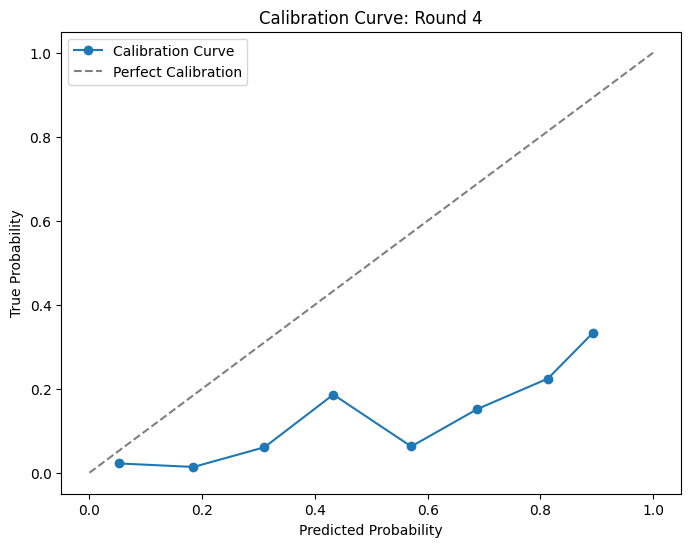 Calibration Curve: Round 4
Calibration Curve
Perfect Calibration
True Probability
1.0
0.8
0.6
0.4
0.2
0.0
0.0 0.2 0.4 0.6 0.8 1.0
Predicted Probability